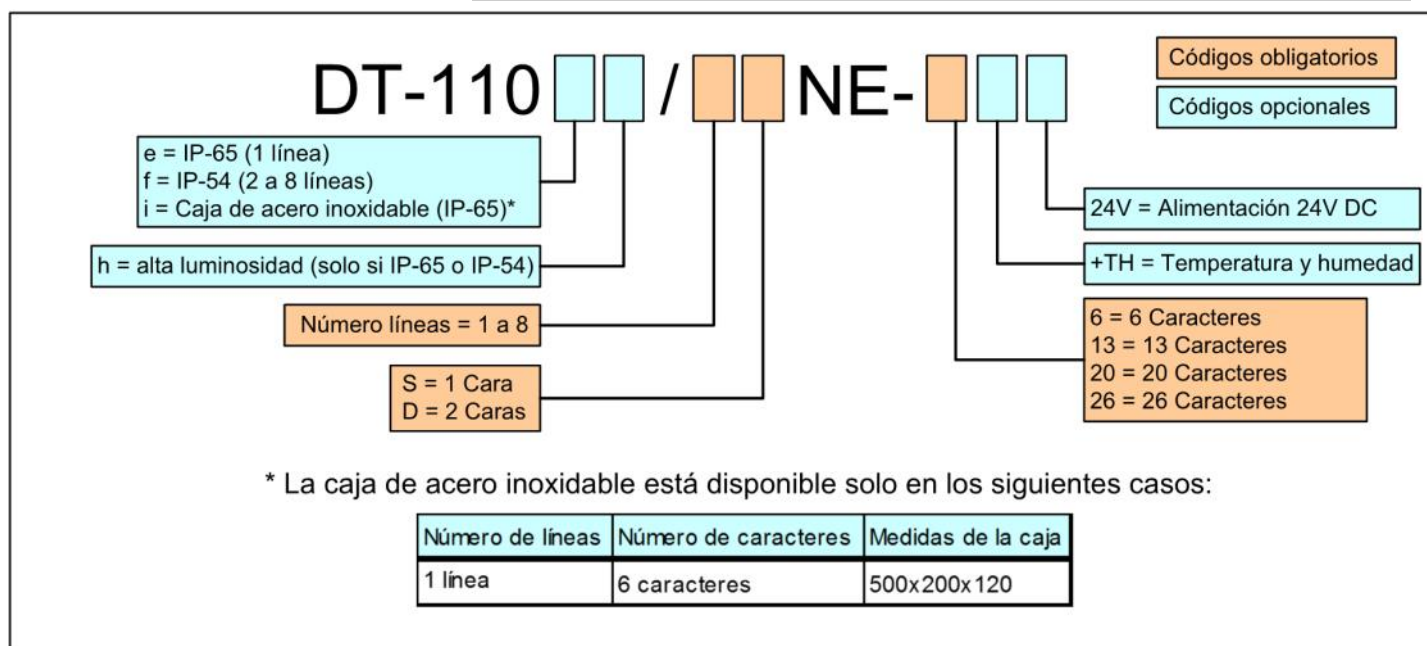 DT-110 / NE-
Códigos obligatorios
Códigos opcionales
e = IP-65 (1 línea)
f = IP-54 (2 a 8 líneas)
i = Caja de acero inoxidable (IP-65)*
h = alta luminosidad (solo si IP-65 o IP-54)
Número líneas = 1 a 8
S = 1 Cara
D = 2 Caras
24V = Alimentación 24V DC
+TH = Temperatura y humedad
6 = 6 Caracteres
13 = 13 Caracteres
20 = 20 Caracteres
26 = 26 Caracteres
* La caja de acero inoxidable está disponible solo en los siguientes casos:
Número de líneas Número de caracteres Medidas de la caja
1 línea 6 caracteres 500x200x120